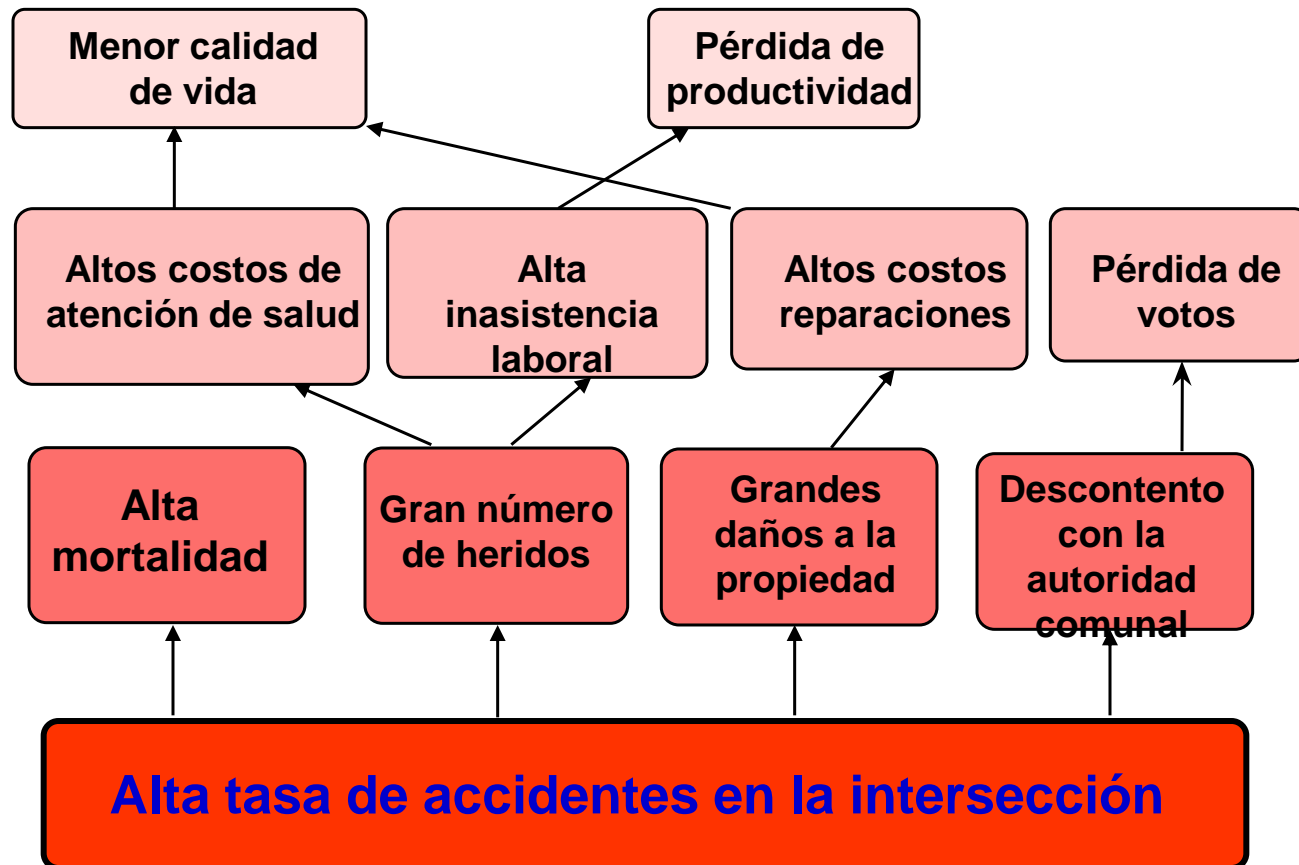 Menor calidad
de vida
Pérdida de
productividad
Altos costos de
atención de salud
Alta
inasistencia
laboral
Altos costos
reparaciones
Pérdida de
votos
Alta
mortalidad
Gran número
de heridos
Grandes
daños a la
propiedad
Descontento
con la
autoridad
comunal
Alta tasa de accidentes en la intersección